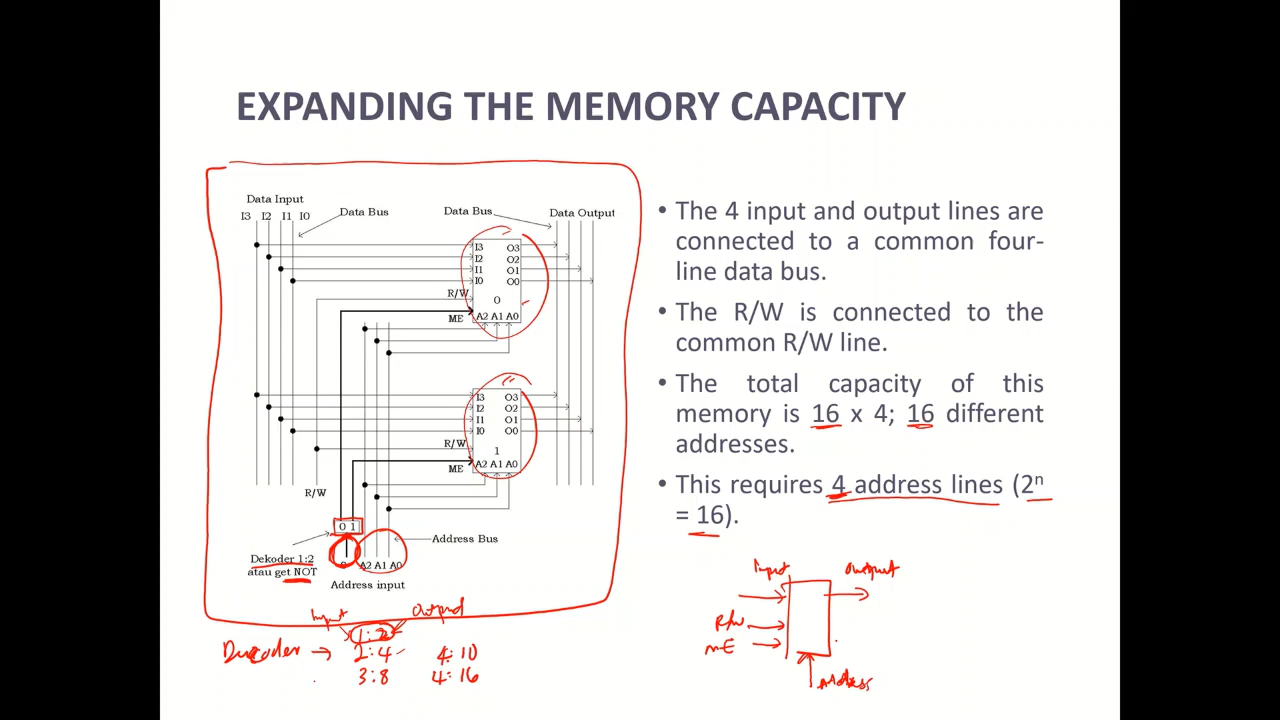 EXPANDING THE MEMORY CAPACITY
Data Input
I3 I2 I1 I0
Data Bus
Data Bus
Data Output
I3 O3
I2 O2
I1 O1
I0 O0
R/W
0
ME
A2 A1 A0
I3 O3
I2 O2
I1 O1
I0 O0
R/W
1
ME
A2 A1 A0
R/W
0 1
Address Bus
Dekoder 1:2
atau get NOT
A2 A1 A0
Address input
• The 4 input and output lines are
connected to a common four-
line data bus.
• The R/W is connected to the
common R/W line.
• The total capacity of this
memory is 16 x 4; 16 different
addresses.
• This requires 4 address lines (2ⁿ
= 16).
Input Output
1:2
Decoder → 2:4 4:10
3:8 4:16
Input Output
R/W
mE
Address